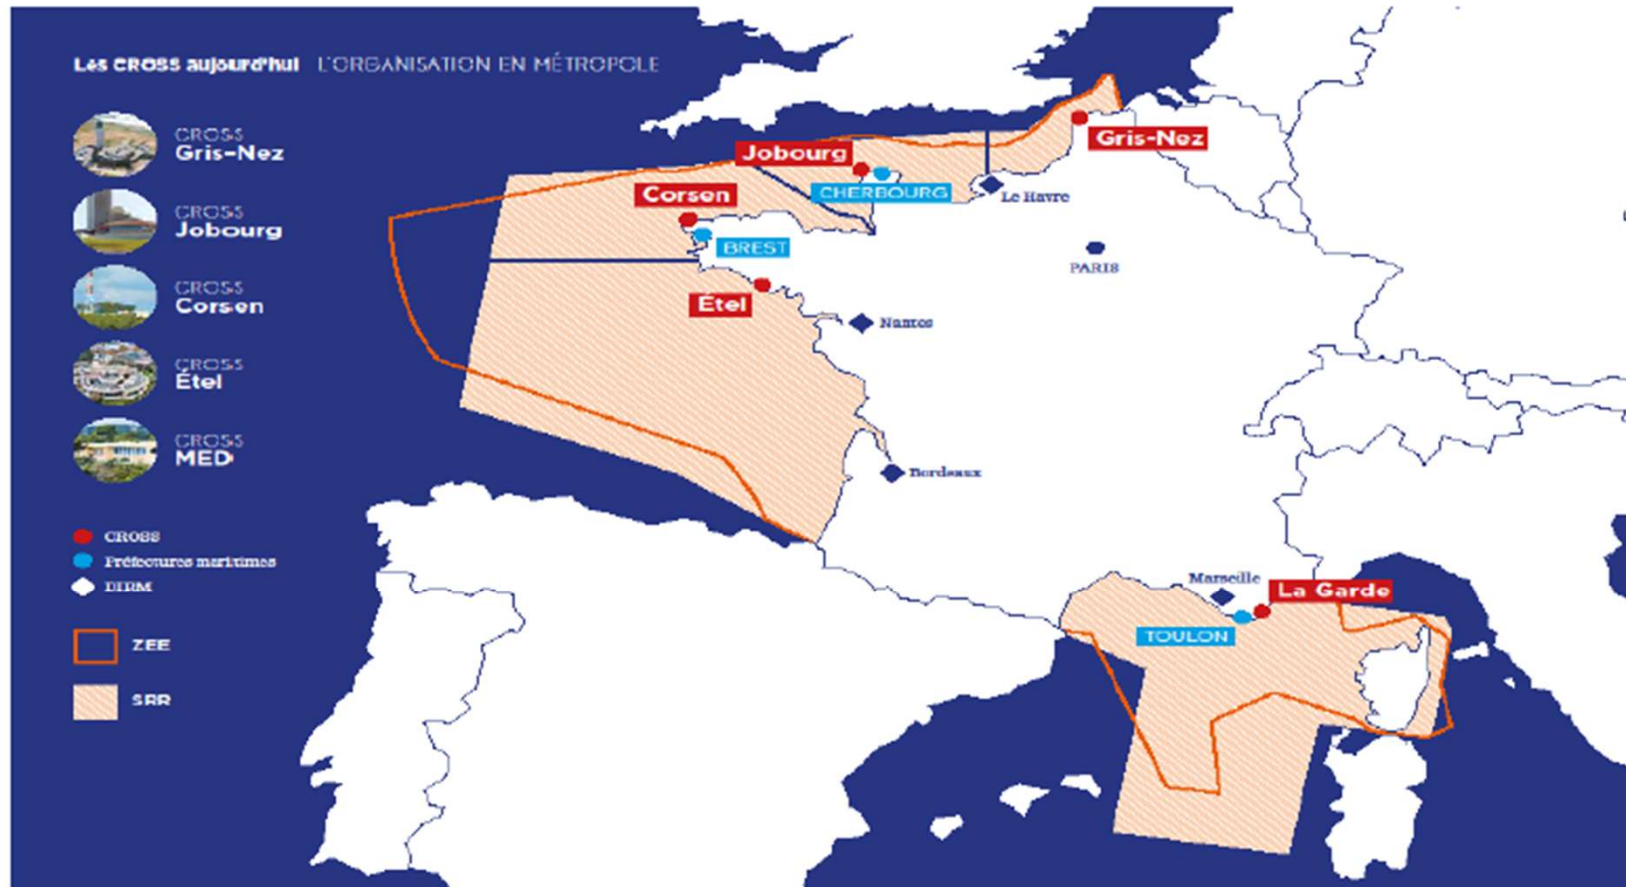 Les CROSS aujourd'hui L'ORGANISATION EN MÉTROPOLE
CROSS
Gris-Nez
CROSS
Jobourg
CROSS
Corsen
CROSS
Étel
CROSS
MED
CROSS
Préfectures maritimes
DIRM
ZEE
SRR
Gris-Nez
Jobourg
CHERBOURG
Le Havre
Corsen
BREST
PARIS
Étel
Nantes
Bordeaux
Marseille
La Garde
TOULON